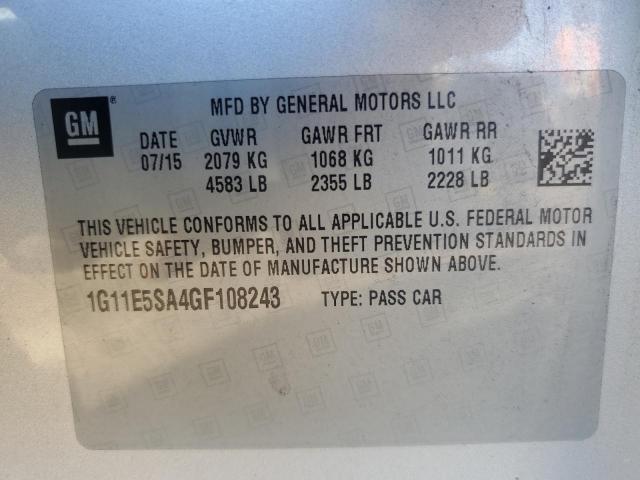 GM® MFD BY GENERAL MOTORS LLC
DATE GVWR GAWR FRT GAWR RR
07/15 2079 KG 1068 KG 1011 KG
4583 LB 2355 LB 2228 LB
THIS VEHICLE CONFORMS TO ALL APPLICABLE U.S. FEDERAL MOTOR
VEHICLE SAFETY, BUMPER, AND THEFT PREVENTION STANDARDS IN
EFFECT ON THE DATE OF MANUFACTURE SHOWN ABOVE.
1G11E5SA4GF108243 TYPE: PASS CAR